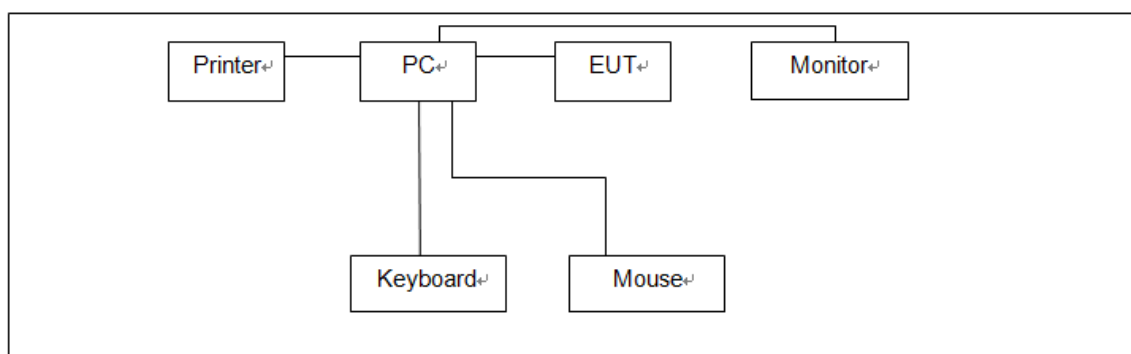 Printer
PC
EUT
Monitor
Keyboard
Mouse